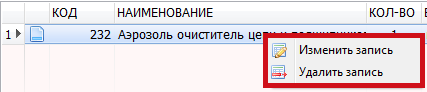 КОД НАИМЕНОВАНИЕ КОЛ-ВО
1 232 Аэрозоль очиститель
Изменить запись
Удалить запись